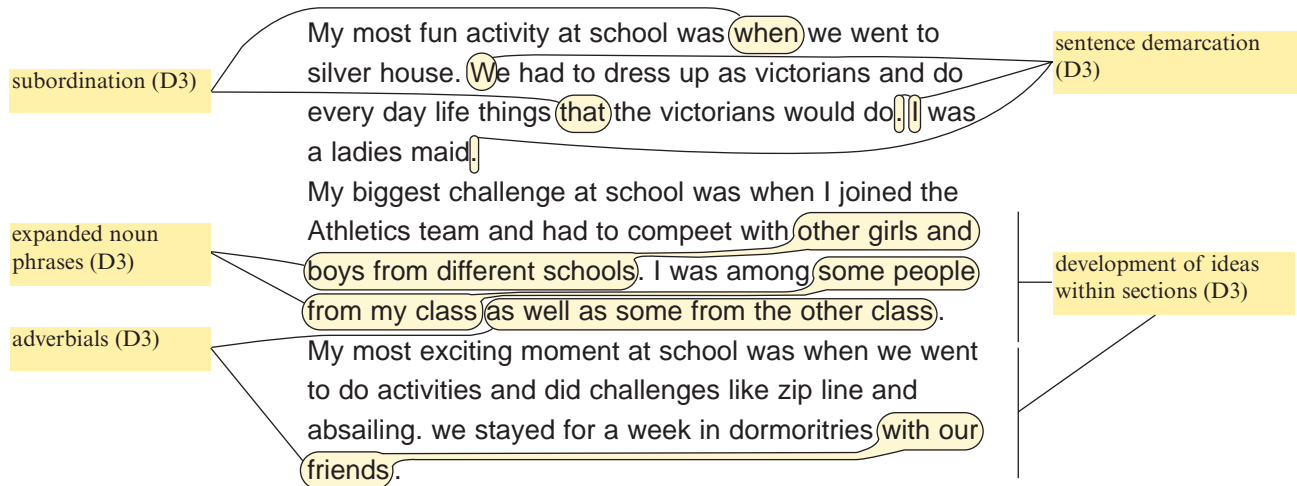 My most fun activity at school was when we went to
silver house. We had to dress up as victorians and do
every day life things that the victorians would do. I was
a ladies maid.
My biggest challenge at school was when I joined the
Athletics team and had to compeet with other girls and
boys from different schools. I was among some people
from my class as well as some from the other class.
My most exciting moment at school was when we went
to do activities and did challenges like zip line and
absailing. we stayed for a week in dormoritries with our
friends.
subordination (D3)
expanded noun
phrases (D3)
adverbials (D3)
sentence demarcation
(D3)
development of ideas
within sections (D3)